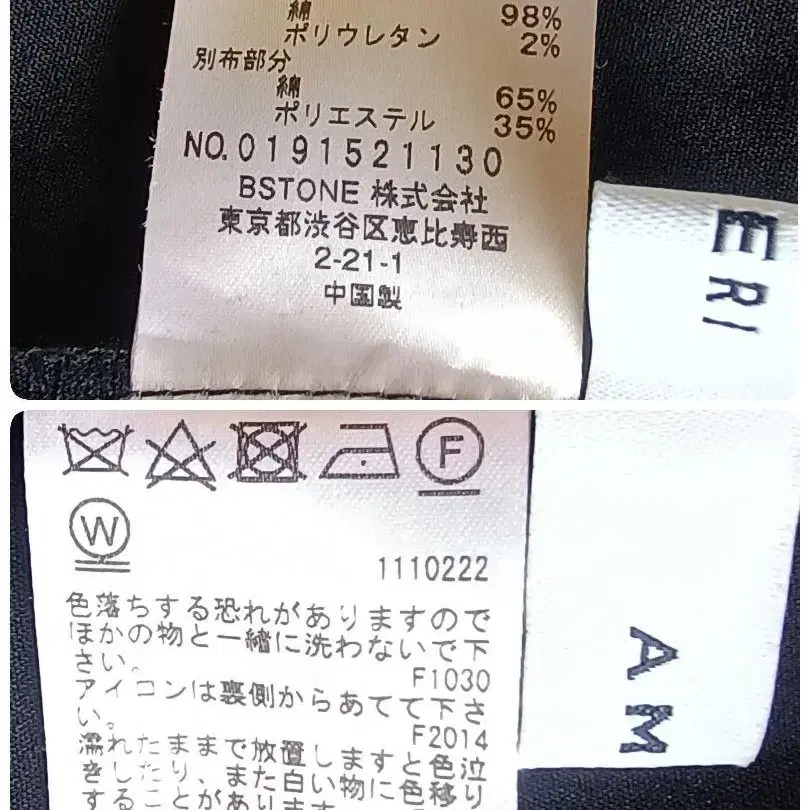 綿 98%
ポリウレタン 2%
別布部分
綿 65%
ポリエステル 35%
NO.0191521130
BSTONE 株式会社
東京都渋谷区恵比寿西
2-21-1
中国製
ERI
F
W
1110222
色落ちする恐れがありますので
ほかの物と一緒に洗わないで下
さい。
F1030
アイロンは裏側からあてて下さ
い。
F2014
濡れたままで放置しますと色泣
きしたり、また白い物に色移り
することがあります
AM